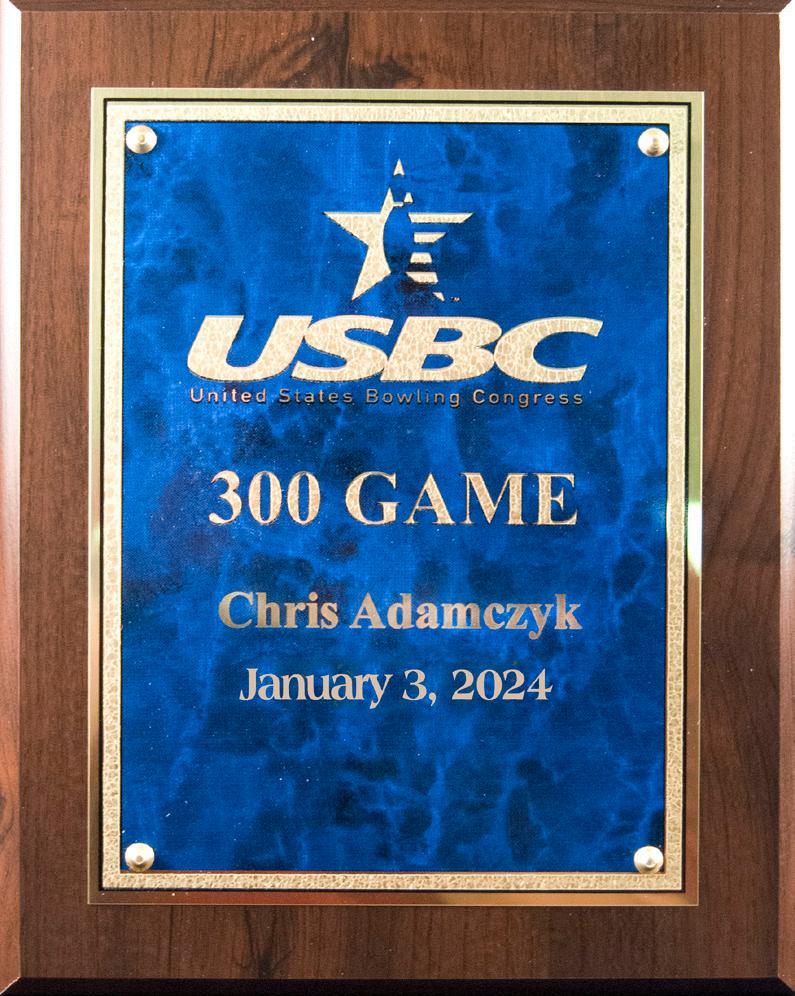 USBC
United States Bowling Congress
300 GAME
Chris Adamczyk
January 3, 2024